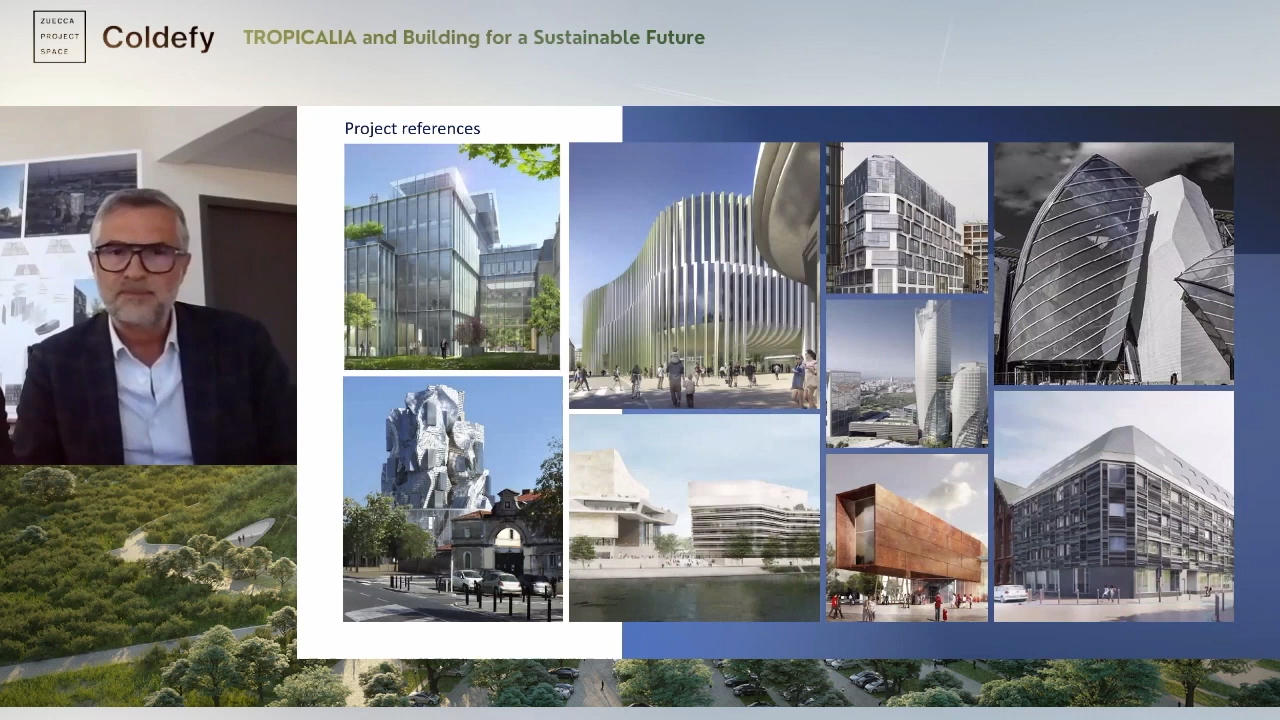 ZUECCA
PROJECT
SPACE
Coldefy
TROPICALIA and Building for a Sustainable Future
Project references